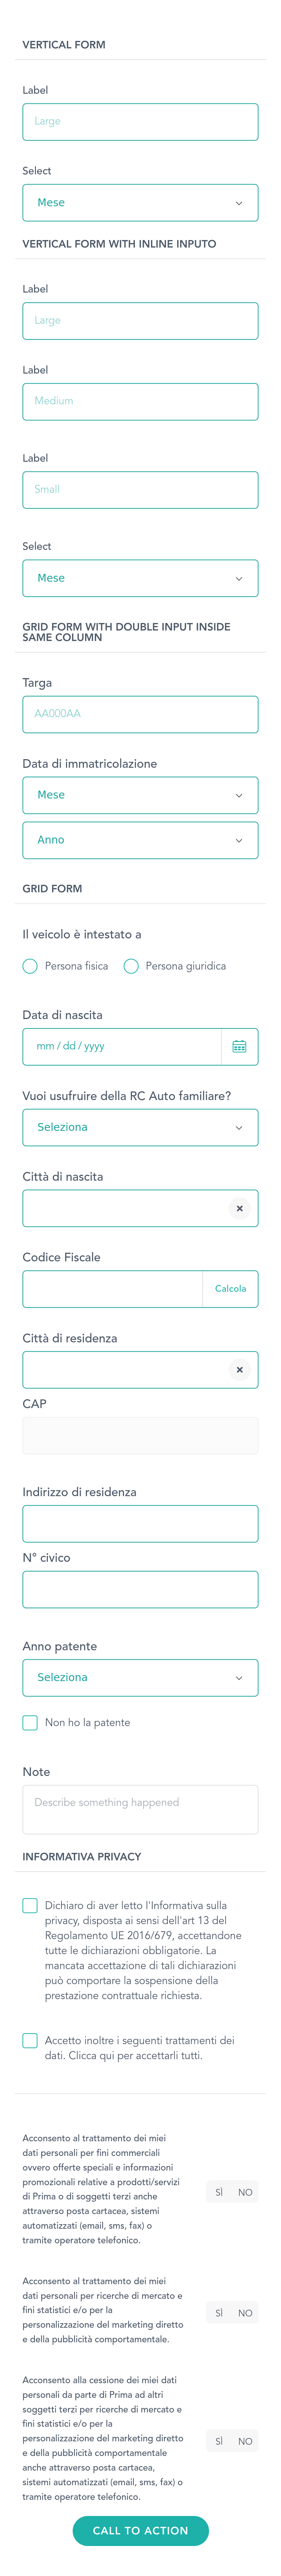 VERTICAL FORM
Label
Large
Select
Mese
VERTICAL FORM WITH INLINE INPUTO
Label
Large
Label
Medium
Label
Small
Select
Mese
GRID FORM WITH DOUBLE INPUT INSIDE
SAME COLUMN
Targa
AA000AA
Data di immatricolazione
Mese
Anno
GRID FORM
Il veicolo è intestato a
Persona fisica Persona giuridica
Data di nascita
mm / dd / yyyy
Vuoi usufruire della RC Auto familiare?
Seleziona
Città di nascita
Codice Fiscale
Calcola
Città di residenza
CAP
Indirizzo di residenza
N° civico
Anno patente
Seleziona
Non ho la patente
Note
Describe something happened
INFORMATIVA PRIVACY
Dichiaro di aver letto l'Informativa sulla
privacy, disposta ai sensi dell'art 13 del
Regolamento UE 2016/679, accettandone
tutte le dichiarazioni obbligatorie. La
mancata accettazione di tali dichiarazioni
può comportare la sospensione della
prestazione contrattuale richiesta.
Accetto inoltre i seguenti trattamenti dei
dati. Clicca qui per accettarli tutti.
Acconsento al trattamento dei miei
dati personali per fini commerciali
ovvero offerte speciali e informazioni
promozionali relative a prodotti/servizi
di Prima o di soggetti terzi anche
attraverso posta cartacea, sistemi
automatizzati (email, sms, fax) o
tramite operatore telefonico.
SÌ NO
Acconsento al trattamento dei miei
dati personali per ricerche di mercato e
fini statistici e/o per la
personalizzazione del marketing diretto
e della pubblicità comportamentale.
SÌ NO
Acconsento alla cessione dei miei dati
personali da parte di Prima ad altri
soggetti terzi per ricerche di mercato e
fini statistici e/o per la
personalizzazione del marketing diretto
e della pubblicità comportamentale
anche attraverso posta cartacea,
sistemi automatizzati (email, sms, fax) o
tramite operatore telefonico.
SÌ NO
CALL TO ACTION